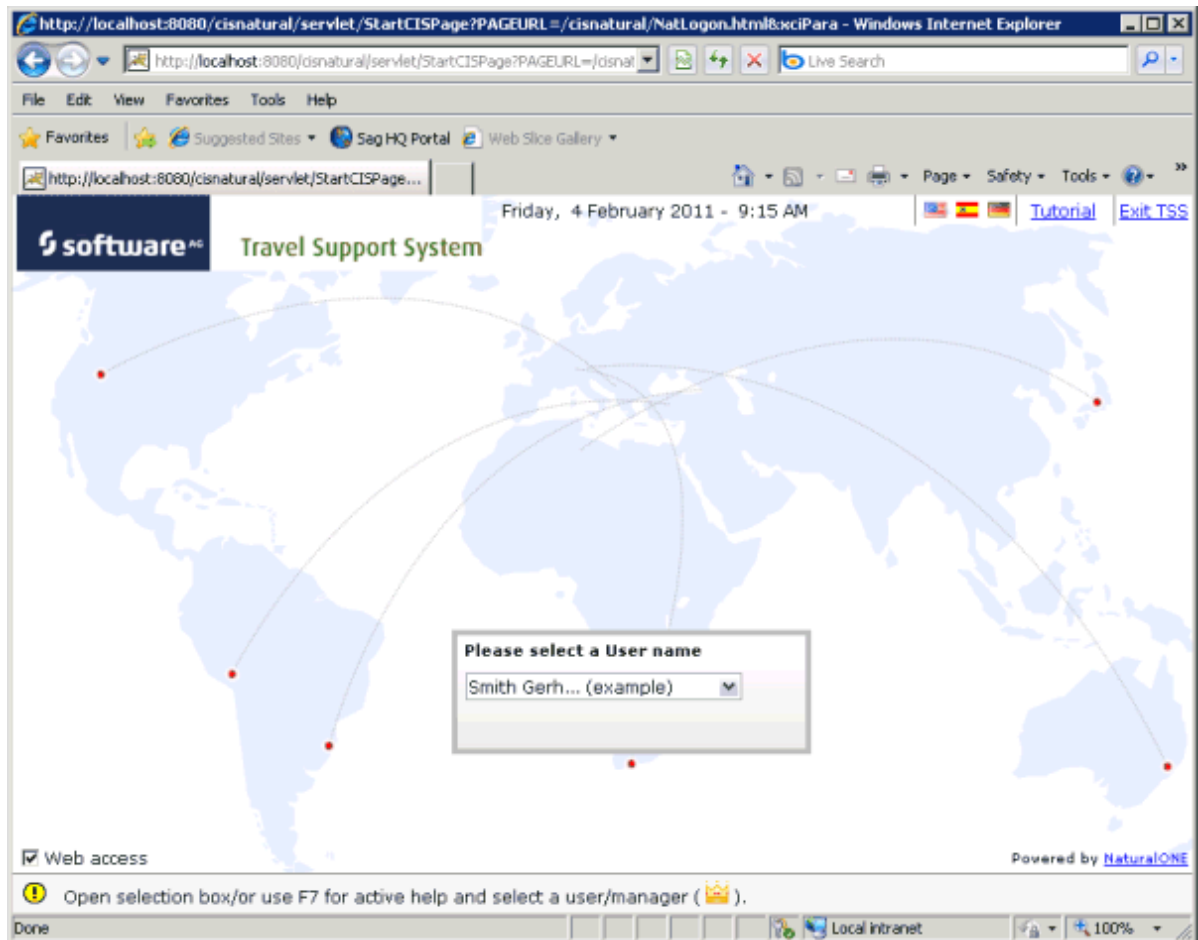 http://localhost:8080/cisnatural/servlet/StartCISPage?PAGEURL=/cisnatural/NatLogon.html&xciPara - Windows Internet Explorer
http://localhost:8080/cisnatural/servlet/StartCISPage?PAGEURL=/cisnat
Live Search
File Edit View Favorites Tools Help
Favorites Suggested Sites Sag HQ Portal Web Slice Gallery
http://localhost:8080/cisnatural/servlet/StartCISPage... Page Safety Tools
Friday, 4 February 2011 - 9:15 AM Tutorial Exit TSS
software AG Travel Support System
Please select a User name
Smith Gerh... (example)
Web access Powered by NaturalONE
Open selection box/or use F7 for active help and select a user/manager ( ).
Done Local intranet 100%